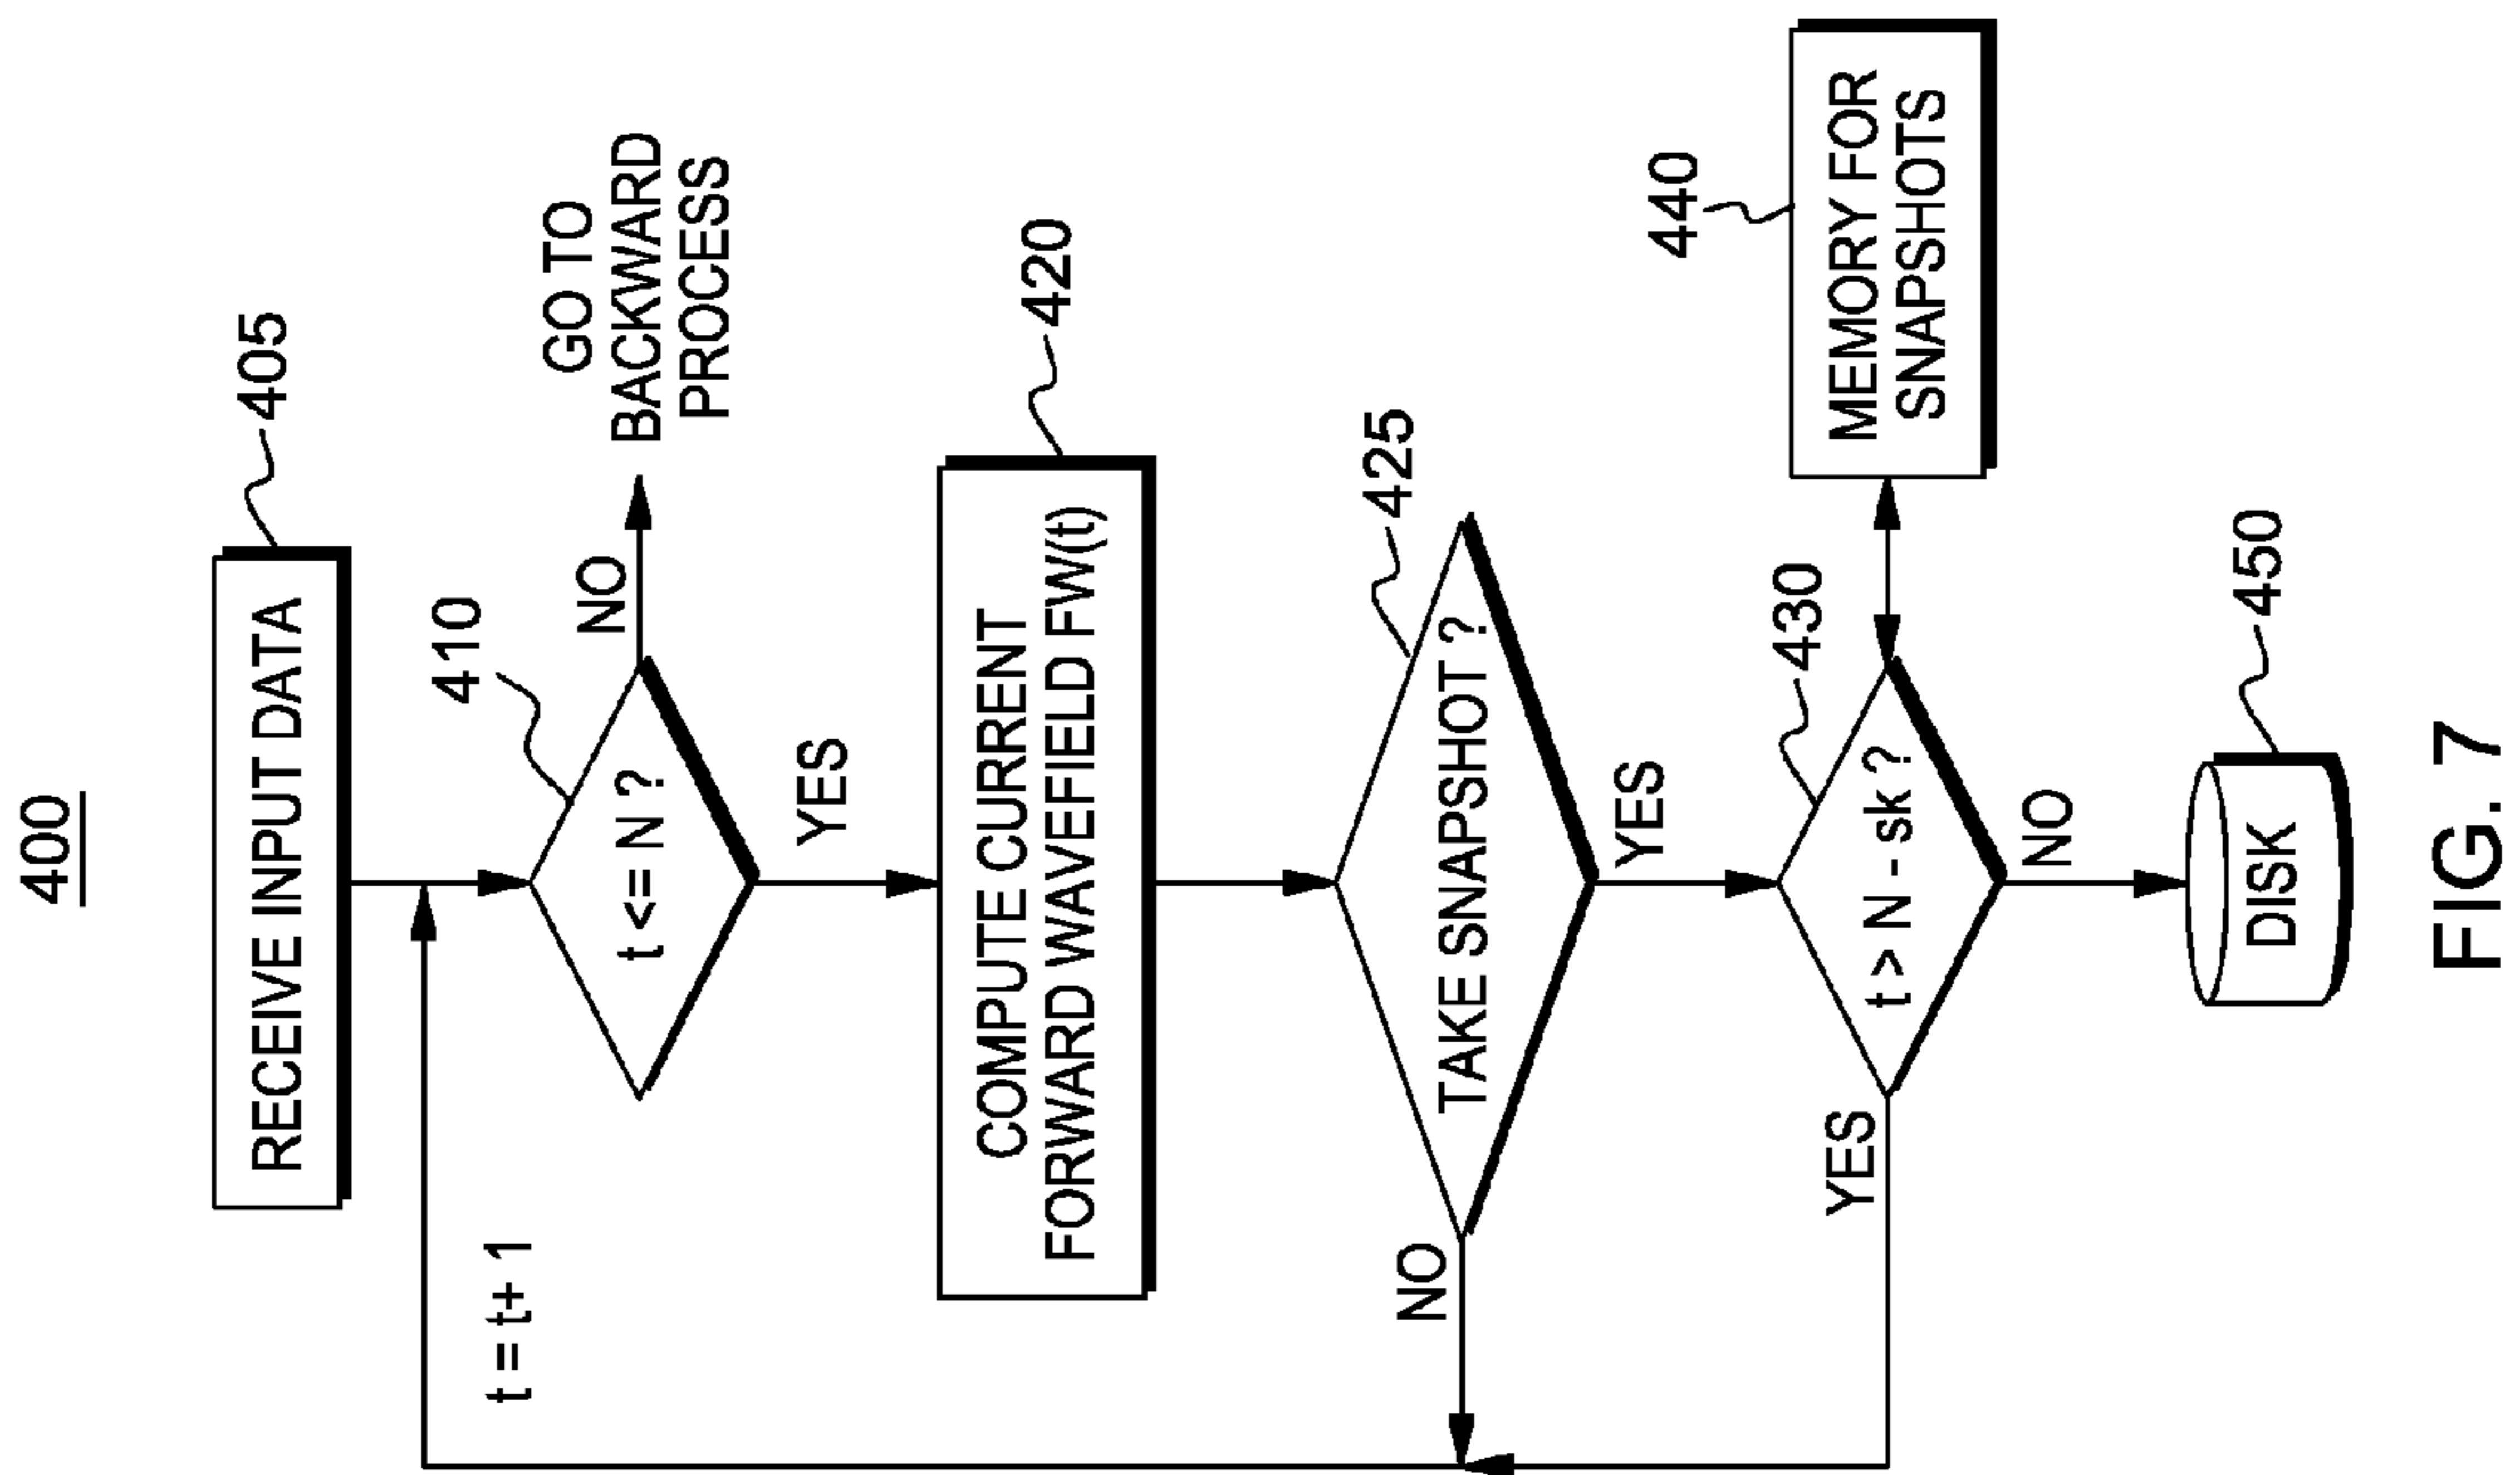 400
RECEIVE INPUT DATA
405
t = t+ 1
410
t <= N ?
NO
GO TO
BACKWARD
PROCESS
YES
COMPUTE CURRENT
FORWARD WAVEFIELD FW(t)
420
425
TAKE SNAPSHOT ?
NO
YES
430
t > N - sk ?
YES
440
MEMORY FOR
SNAPSHOTS
NO
DISK
450
FIG. 7